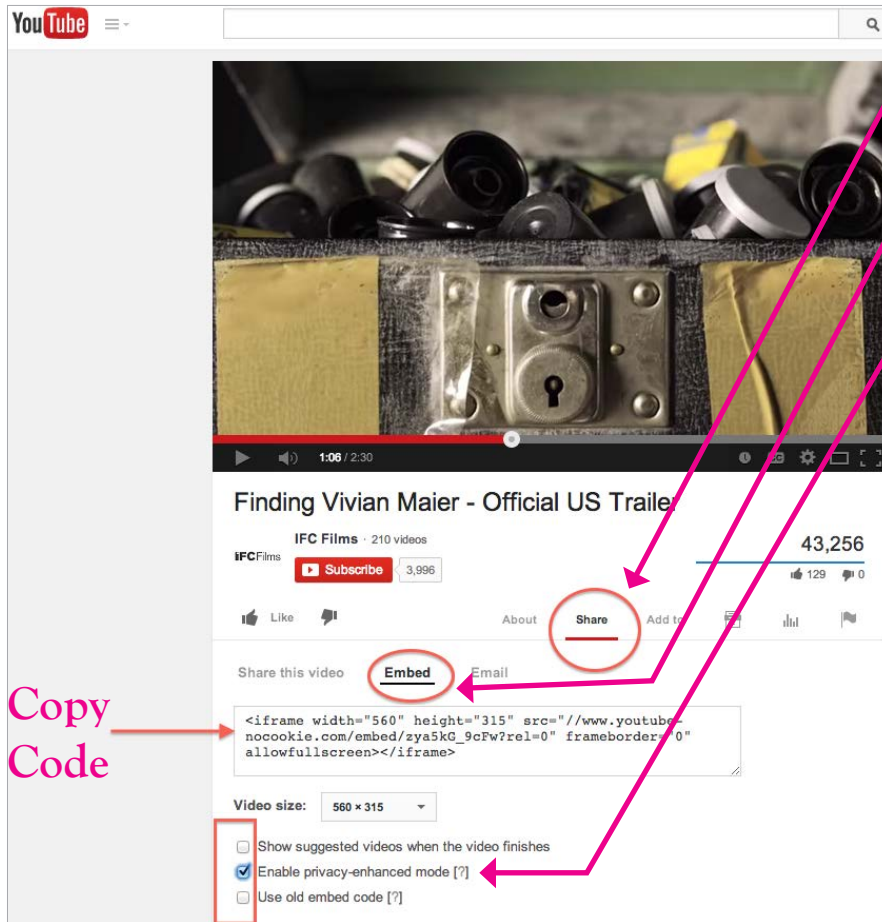 YouTube
1:06 / 2:30
CC
Finding Vivian Maier - Official US Trailer
IFC Films · 210 videos
IFCFilms
Subscribe 3,996
43,256
129 0
Like
About Share Add to
Share this video Embed Email
Copy
Code
<iframe width="560" height="315" src="//www.youtube-
nocookie.com/embed/zya5kG_9cFw?rel=0" frameborder="0"
allowfullscreen></iframe>
Video size: 560 × 315
Show suggested videos when the video finishes
Enable privacy-enhanced mode [?]
Use old embed code [?]